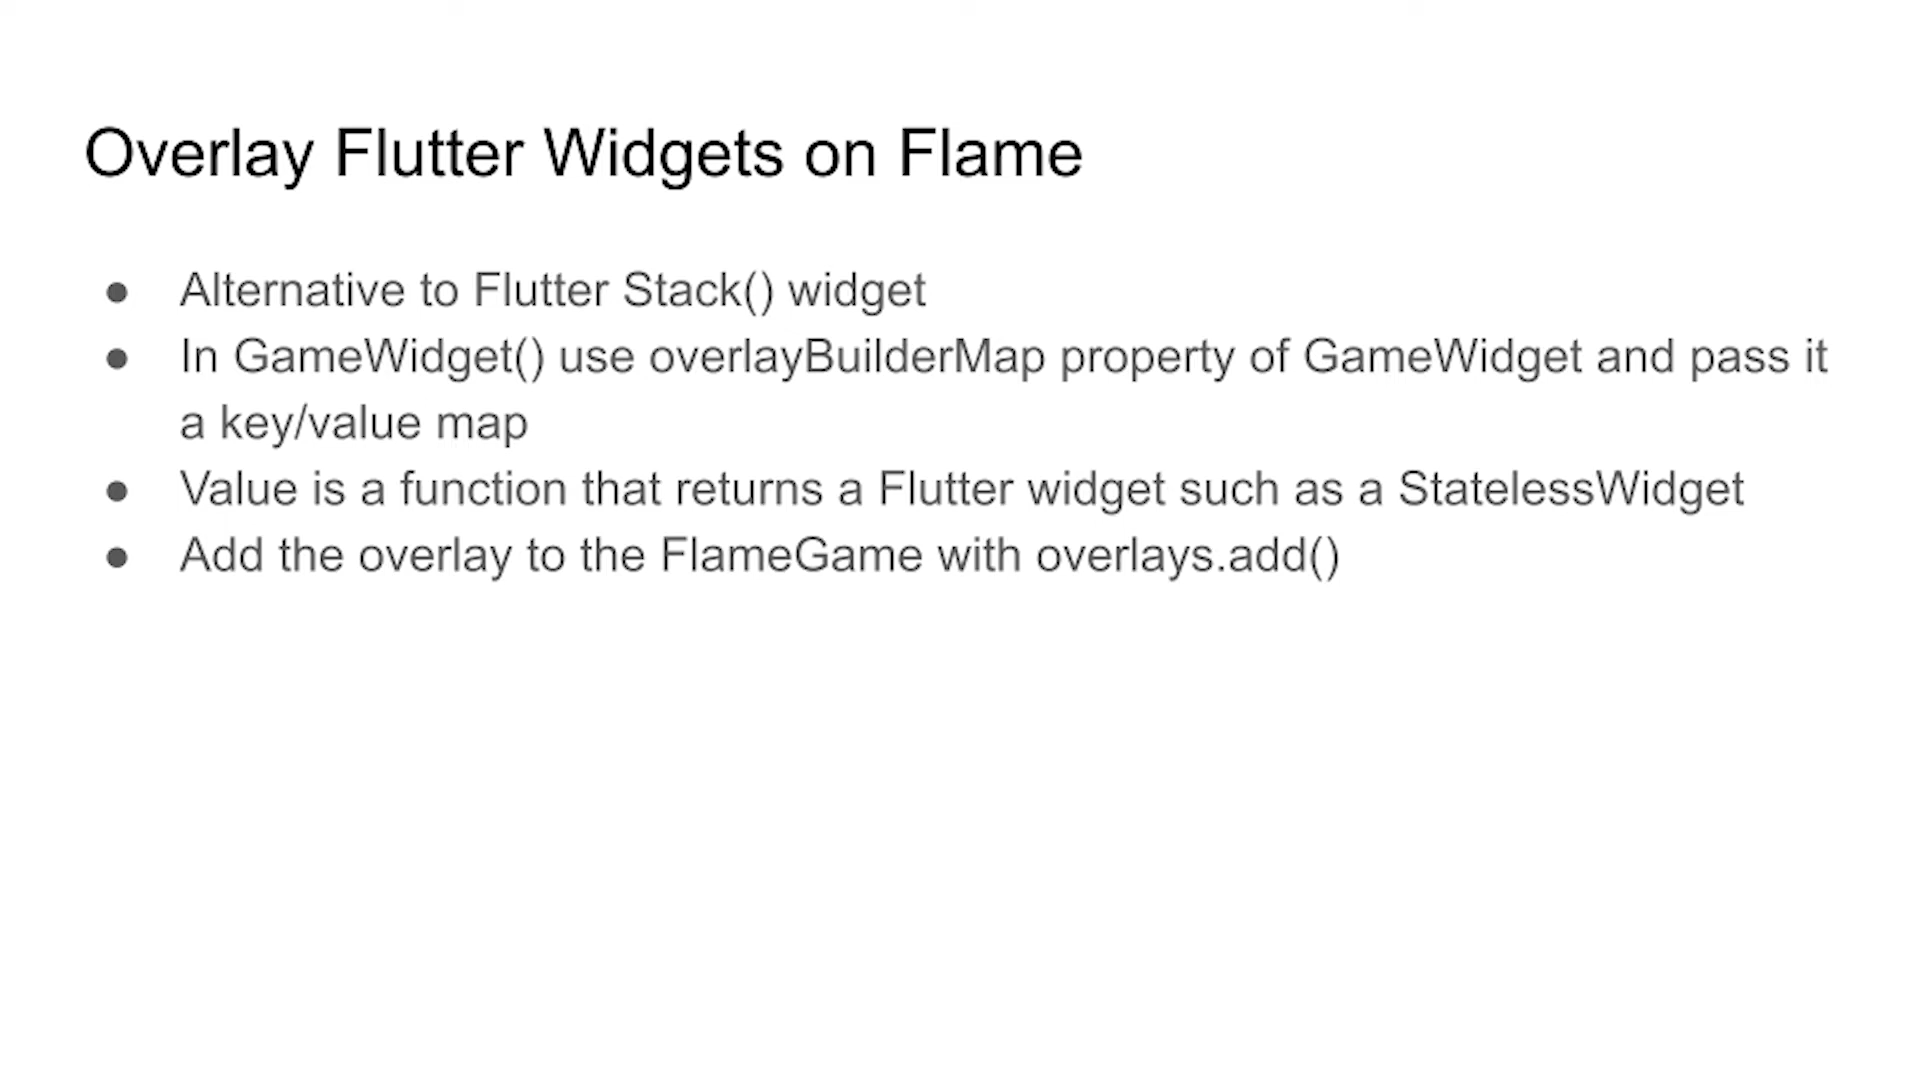 Overlay Flutter Widgets on Flame
● Alternative to Flutter Stack() widget
● In GameWidget() use overlayBuilderMap property of GameWidget and pass it
a key/value map
● Value is a function that returns a Flutter widget such as a StatelessWidget
● Add the overlay to the FlameGame with overlays.add()